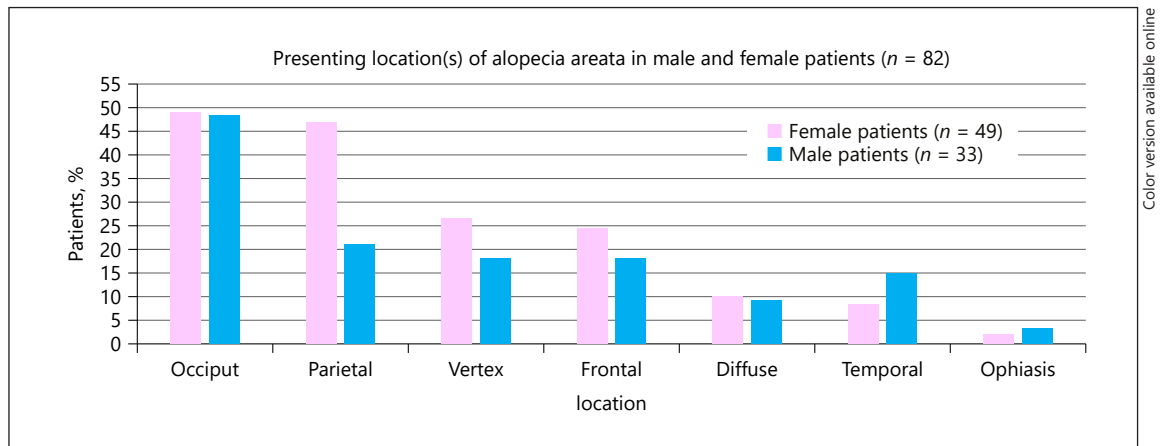 Presenting location(s) of alopecia areata in male and female patients (n = 82)
55
50
45
40
35
30
25
20
15
10
5
0
Patients, %
Female patients (n = 49)
Male patients (n = 33)
Occiput Parietal Vertex Frontal Diffuse Temporal Ophiasis
location
Color version available online